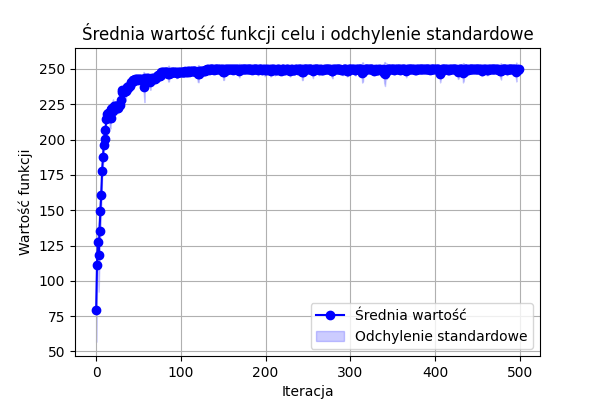 Średnia wartość funkcji celu i odchylenie standardowe
Wartość funkcji
250
225
200
175
150
125
100
75
50
0 100 200 300 400 500
Iteracja
Średnia wartość
Odchylenie standardowe